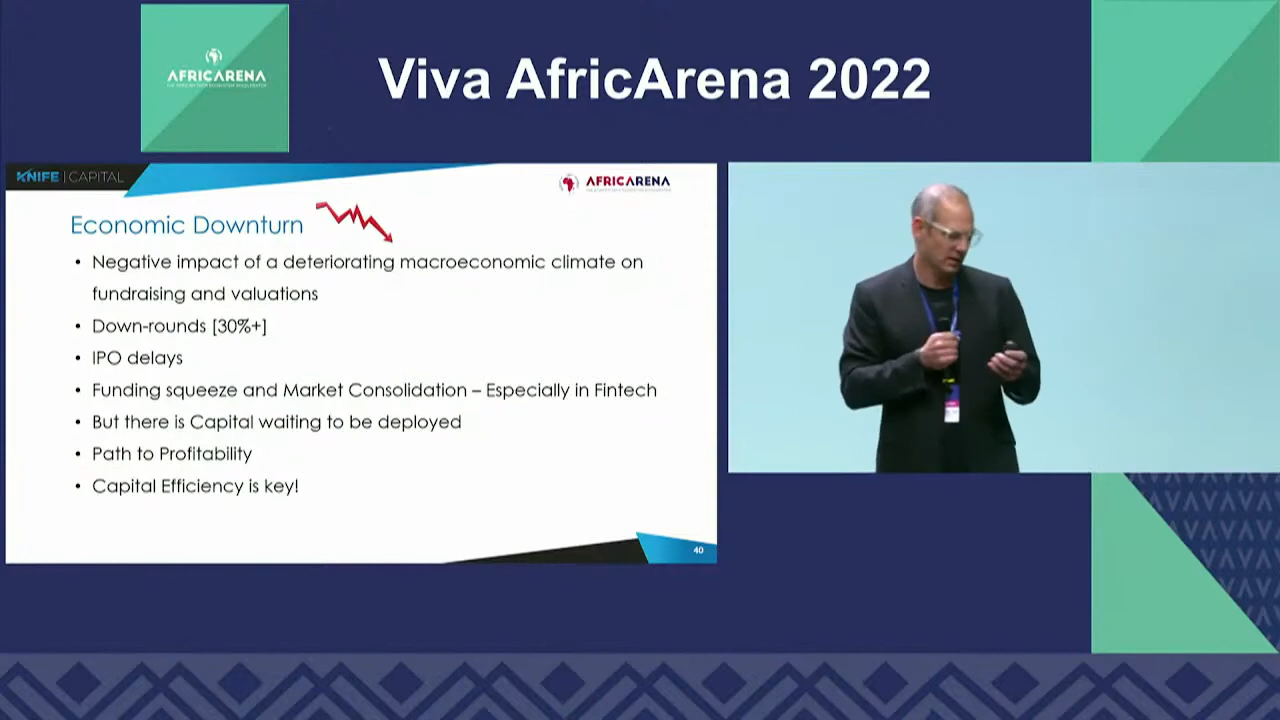 AFRICARENA
Viva AfricArena 2022
KNIFE | CAPITAL
AFRICARENA
Economic Downturn
• Negative impact of a deteriorating macroeconomic climate on
fundraising and valuations
• Down-rounds [30%+]
• IPO delays
• Funding squeeze and Market Consolidation – Especially in Fintech
• But there is Capital waiting to be deployed
• Path to Profitability
• Capital Efficiency is key!
40